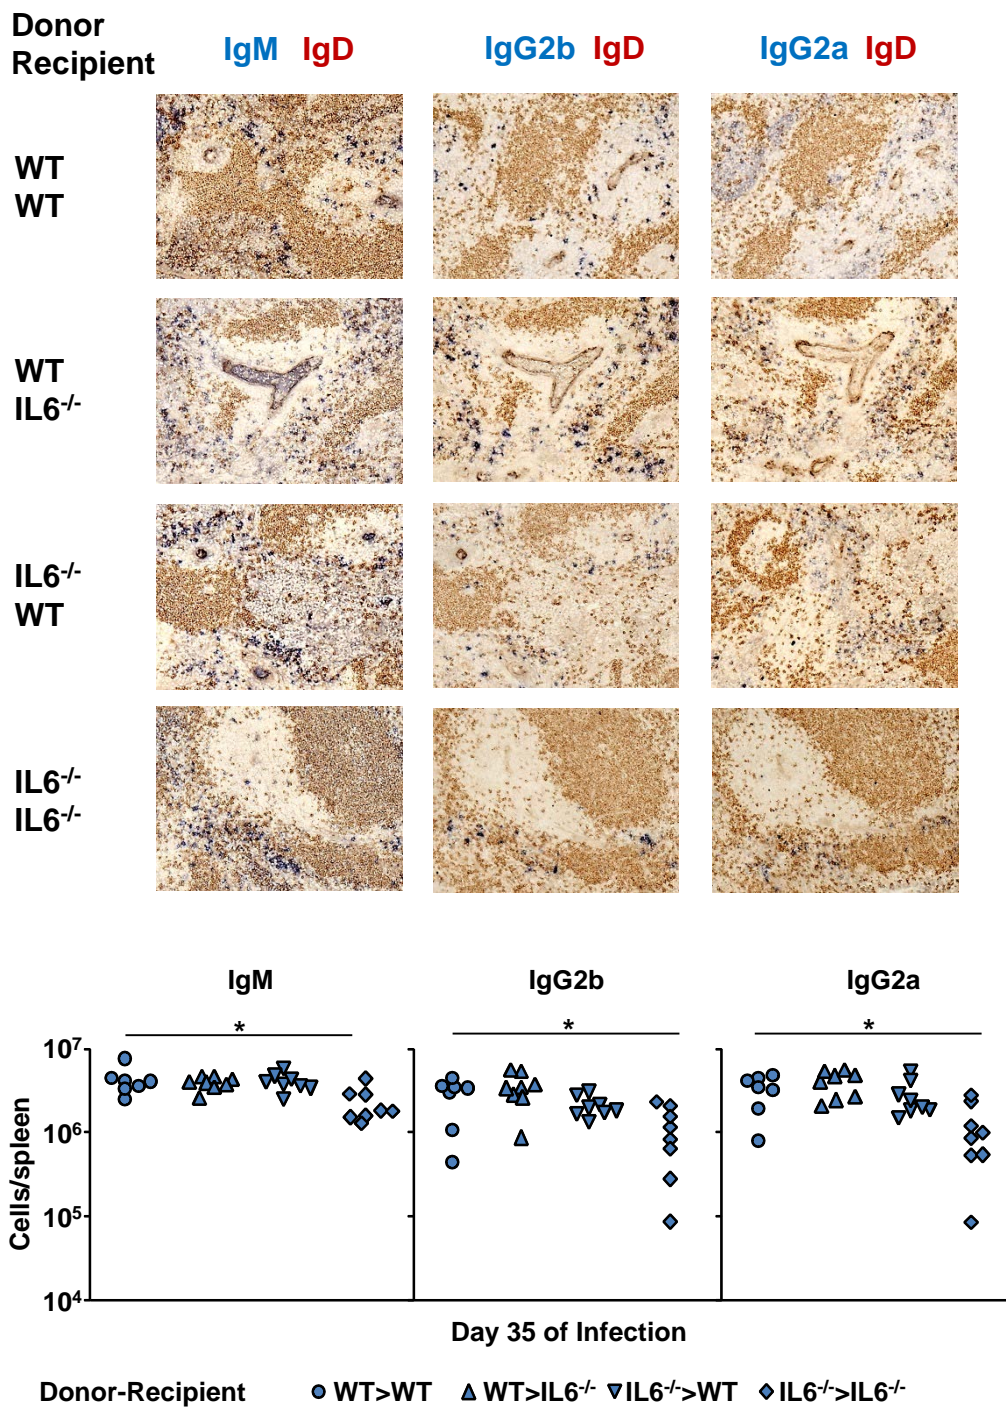 Donor
Recipient
IgM IgD
IgG2b IgD
IgG2a IgD
WT
WT
WT
IL6-/-
IL6-/-
WT
IL6-/-
IL6-/-
IgM
IgG2b
IgG2a
*
*
*
10⁷
10⁶
10⁵
10⁴
Cells/spleen
Day 35 of Infection
Donor-Recipient WT>WT WT>IL6-/- IL6-/->WT IL6-/->IL6-/-